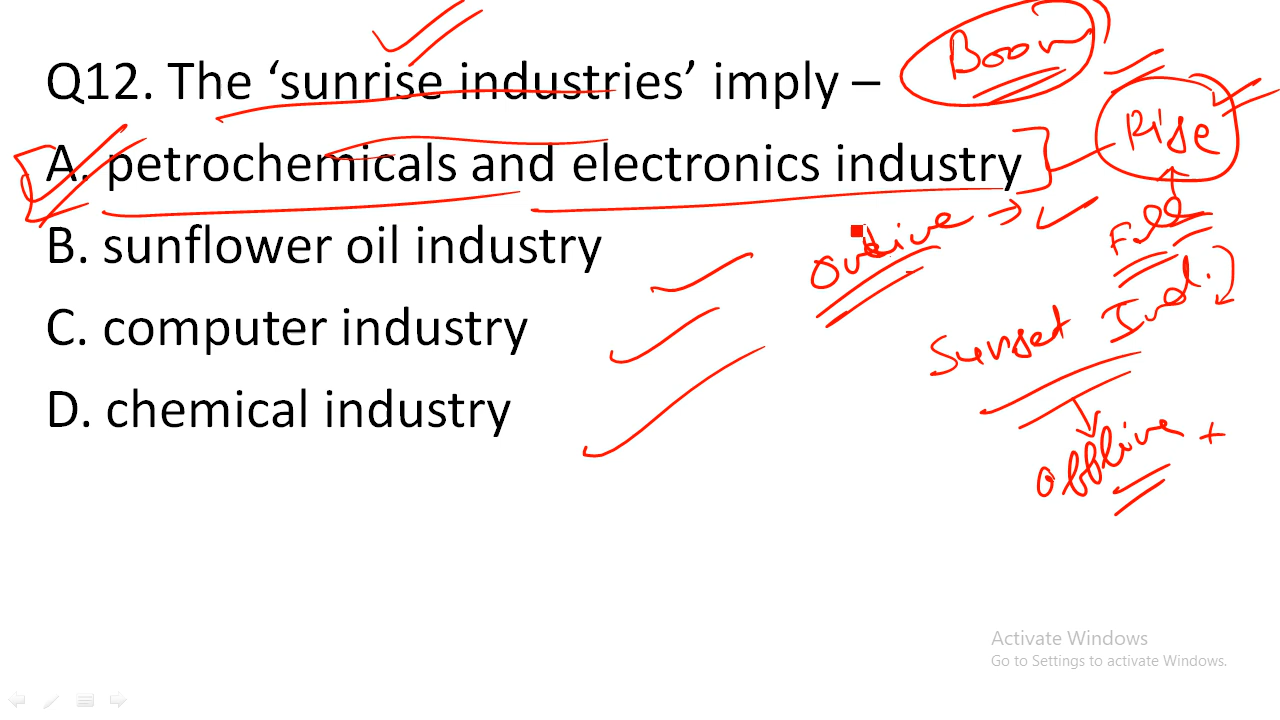 Q12. The ‘sunrise industries’ imply – Boom
A. petrochemicals and electronics industry Rise
B. sunflower oil industry
C. computer industry
D. chemical industry
Fall
Sunset Ind.
offline +
Activate Windows
Go to Settings to activate Windows.